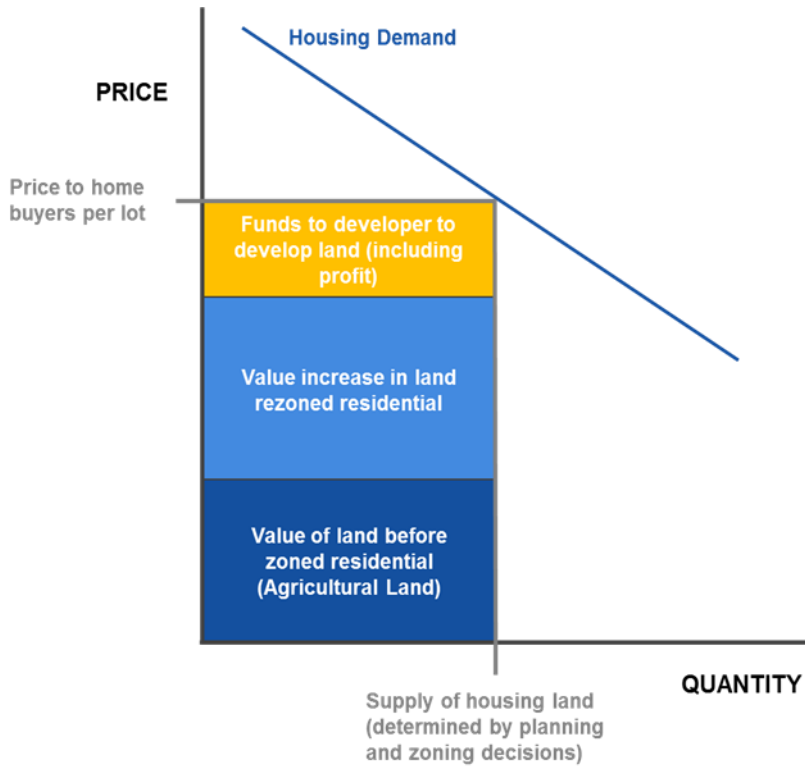 Housing Demand
PRICE
Price to home
buyers per lot
Funds to developer to
develop land (including
profit)
Value increase in land
rezoned residential
Value of land before
zoned residential
(Agricultural Land)
QUANTITY
Supply of housing land
(determined by planning
and zoning decisions)